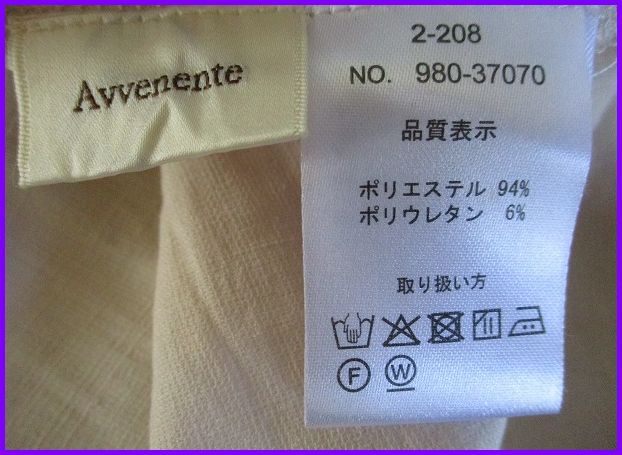 Avvenente
2-208
NO. 980-37070
品質表示
ポリエステル 94%
ポリウレタン 6%
取り扱い方
F W